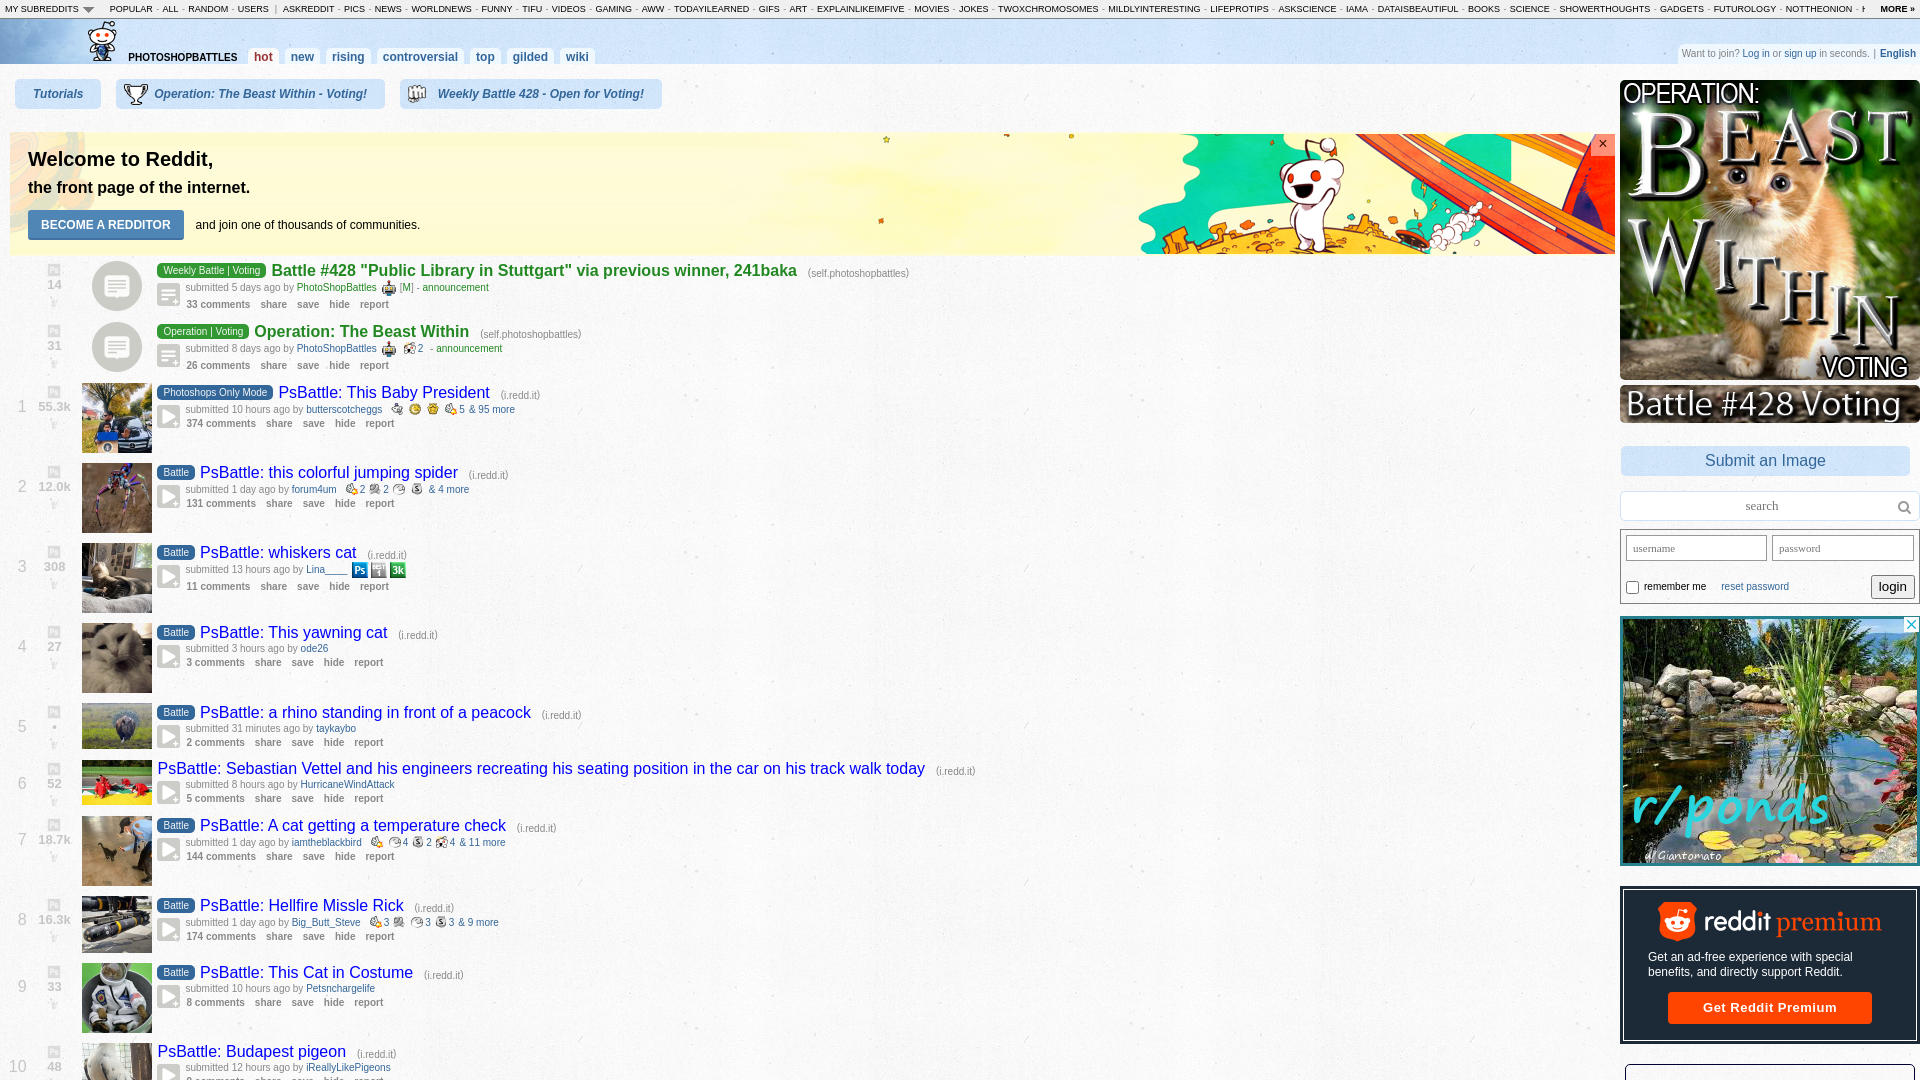 MY SUBREDDITS POPULAR - ALL - RANDOM - USERS | ASKREDDIT - PICS - NEWS - WORLDNEWS - FUNNY - TIFU - VIDEOS - GAMING - AWW - TODAYILEARNED - GIFS - ART - EXPLAINLIKEIMFIVE - MOVIES - JOKES - TWOXCHROMOSOMES - MILDLYINTERESTING - LIFEPROTIPS - ASKSCIENCE - IAMA - DATAISBEAUTIFUL - BOOKS - SCIENCE - SHOWERTHOUGHTS - GADGETS - FUTUROLOGY - NOTTHEONION - MORE »
PHOTOSHOPBATTLES hot new rising controversial top gilded wiki
Want to join? Log in or sign up in seconds. | English
Tutorials
Operation: The Beast Within - Voting!
Weekly Battle 428 - Open for Voting!
Welcome to Reddit,
the front page of the internet.
BECOME A REDDITOR and join one of thousands of communities.
×
14
Weekly Battle | Voting Battle #428 "Public Library in Stuttgart" via previous winner, 241baka (self.photoshopbattles)
submitted 5 days ago by PhotoShopBattles [M] - announcement
33 comments share save hide report
31
Operation | Voting Operation: The Beast Within (self.photoshopbattles)
submitted 8 days ago by PhotoShopBattles 2 - announcement
26 comments share save hide report
1 55.3k
Photoshops Only Mode PsBattle: This Baby President (i.redd.it)
submitted 10 hours ago by butterscotcheggs 5 & 95 more
374 comments share save hide report
2 12.0k
Battle PsBattle: this colorful jumping spider (i.redd.it)
submitted 1 day ago by forum4um 2 2 & 4 more
131 comments share save hide report
3 308
Battle PsBattle: whiskers cat (i.redd.it)
submitted 13 hours ago by Lina____ Ps BEST 1 3k
11 comments share save hide report
4 27
Battle PsBattle: This yawning cat (i.redd.it)
submitted 3 hours ago by ode26
3 comments share save hide report
5 •
Battle PsBattle: a rhino standing in front of a peacock (i.redd.it)
submitted 31 minutes ago by taykaybo
2 comments share save hide report
6 52
PsBattle: Sebastian Vettel and his engineers recreating his seating position in the car on his track walk today (i.redd.it)
submitted 8 hours ago by HurricaneWindAttack
5 comments share save hide report
7 18.7k
Battle PsBattle: A cat getting a temperature check (i.redd.it)
submitted 1 day ago by iamtheblackbird 4 2 4 & 11 more
144 comments share save hide report
8 16.3k
Battle PsBattle: Hellfire Missle Rick (i.redd.it)
submitted 1 day ago by Big_Butt_Steve 3 3 3 & 9 more
174 comments share save hide report
9 33
Battle PsBattle: This Cat in Costume (i.redd.it)
submitted 10 hours ago by Petsnchargelife
8 comments share save hide report
10 48
PsBattle: Budapest pigeon (i.redd.it)
submitted 12 hours ago by iReallyLikePigeons
OPERATION:
BEAST
WITHIN
VOTING
Battle #428 Voting
Submit an Image
search
username password
remember me reset password login
r/ponds
d/Giantomato
reddit premium
Get an ad-free experience with special
benefits, and directly support Reddit.
Get Reddit Premium